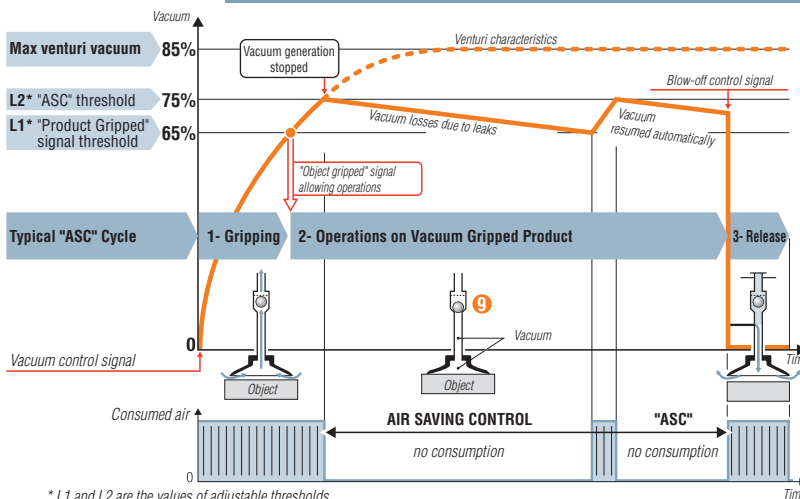 Vacuum
Max venturi vacuum
85%
Vacuum generation
stopped
Venturi characteristics
L2* "ASC" threshold
75%
Blow-off control signal
L1* "Product Gripped"
signal threshold
65%
Vacuum losses due to leaks
Vacuum
resumed automatically
"Object gripped" signal
allowing operations
Typical "ASC" Cycle
1- Gripping
2- Operations on Vacuum Gripped Product
3- Release
9
Vacuum
0
Vacuum control signal
Object
Object
Consumed air
AIR SAVING CONTROL
"ASC"
no consumption
no consumption
0
* L1 and L2 are the values of adjustable thresholds
Time